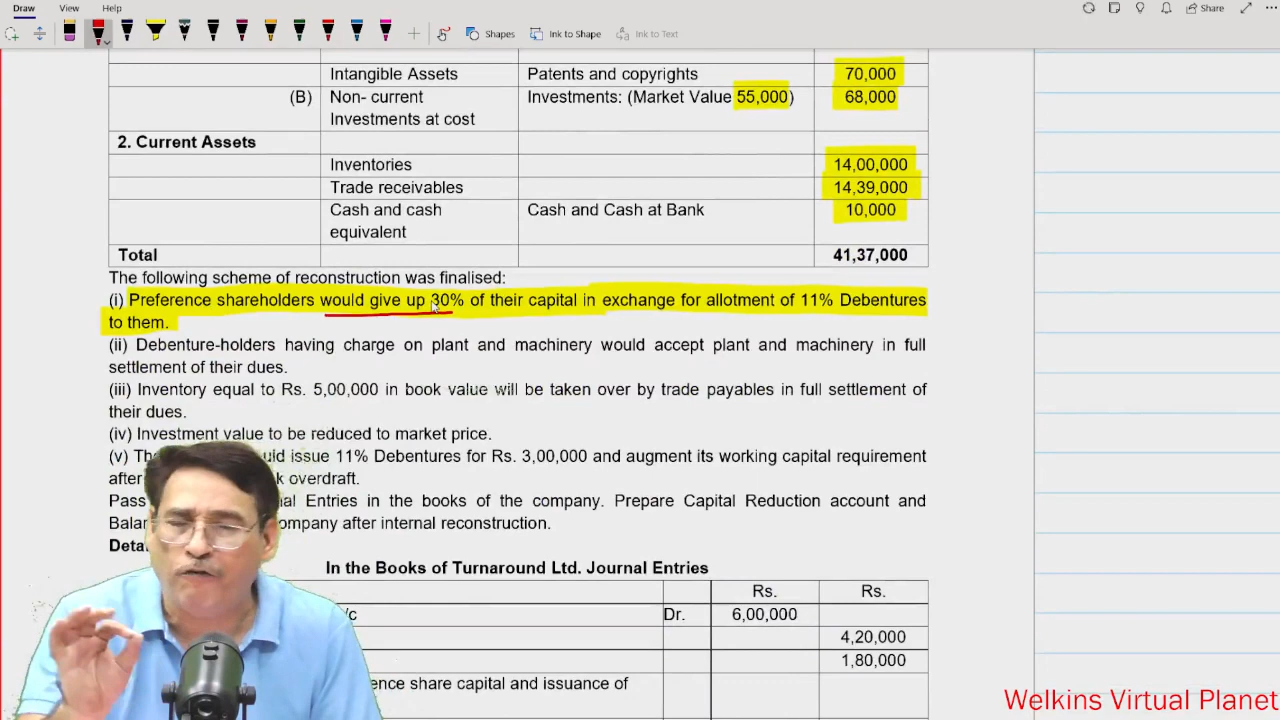 Draw View Share
Shapes Ink to Shape Ink to Text
Intangible Assets Patents and copyrights 70,000
(B) Non- current Investments: (Market Value 55,000) 68,000
Investments at cost
2. Current Assets
Inventories 14,00,000
Trade receivables 14,39,000
Cash and cash Cash and Cash at Bank 10,000
equivalent
Total 41,37,000
The following scheme of reconstruction was finalised:
(i) Preference shareholders would give up 30% of their capital in exchange for allotment of 11% Debentures
to them.
(ii) Debenture-holders having charge on plant and machinery would accept plant and machinery in full
settlement of their dues.
(iii) Inventory equal to Rs. 5,00,000 in book value will be taken over by trade payables in full settlement of
their dues.
(iv) Investment value to be reduced to market price.
(v) issue 11% Debentures for Rs. 3,00,000 and augment its working capital requirement
after overdraft.
Pass Entries in the books of the company. Prepare Capital Reduction account and
company after internal reconstruction.
In the Books of Turnaround Ltd. Journal Entries
Rs. Rs.
/c Dr. 6,00,000
4,20,000
1,80,000
share capital and issuance of
Welkins Virtual Planet